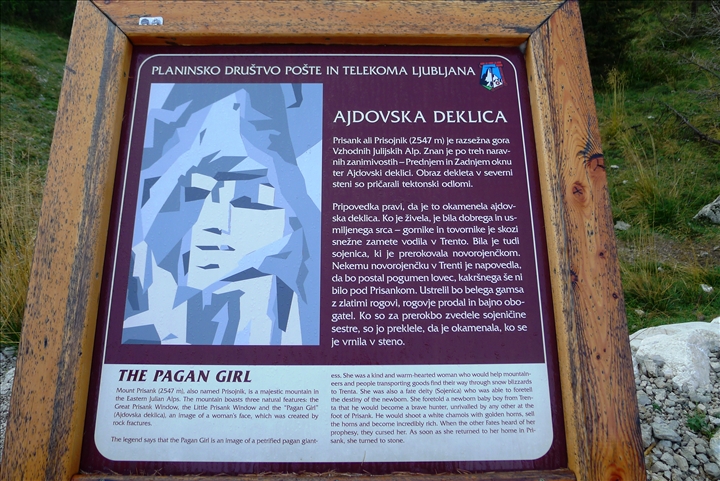 PLANINSKO DRUŠTVO POŠTE IN TELEKOMA LJUBLJANA
AJDOVSKA DEKLICA
Prisank ali Prisojnik (2547 m) je razsežna gora
Vzhodnih Julijskih Alp. Znan je po treh narav-
nih zanimivostih – Prednjem in Zadnjem oknu
ter Ajdovski deklici. Obraz dekleta v severni
steni so pričarali tektonski odlomi.
Pripovedka pravi, da je to okamenela ajdov-
ska deklica. Ko je živela, je bila dobrega in us-
miljenega srca – gornike in tovornike je skozi
snežne zamete vodila v Trento. Bila je tudi
sojenica, ki je prerokovala novorojenčkom.
Nekemu novorojenčku v Trenti je napovedla,
da bo postal pogumen lovec, kakršnega še ni
bilo pod Prisankom. Ustrelil bo belega gamsa
z zlatimi rogovi, rogovje prodal in bajno obo-
gatel. Ko so za prerokbo zvedele sojeničine
sestre, so jo preklele, da je okamenala, ko se
je vrnila v steno.
THE PAGAN GIRL
Mount Prisank (2547 m), also named Prisojnik, is a majestic mountain in
the Eastern Julian Alps. The mountain boasts three natural features: the
Great Prisank Window, the Little Prisank Window and the "Pagan Girl"
(Ajdovska deklica), an image of a woman's face, which was created by
rock fractures.
The legend says that the Pagan Girl is an image of a petrified pagan giant-
ess. She was a kind and warm-hearted woman who would help mountain-
eers and people transporting goods find their way through snow blizzards
to Trenta. She was also a fate deity (Sojenica) who was able to foretell
the destiny of the newborn. She foretold a newborn baby boy from Tren-
ta that he would become a brave hunter, unrivalled by any other at the
foot of Prisank. He would shoot a white chamois with golden horns, sell
the horns and become incredibly rich. When the other Fates heard of her
prophesy, they cursed her. As soon as she returned to her home in Pri-
sank, she turned to stone.